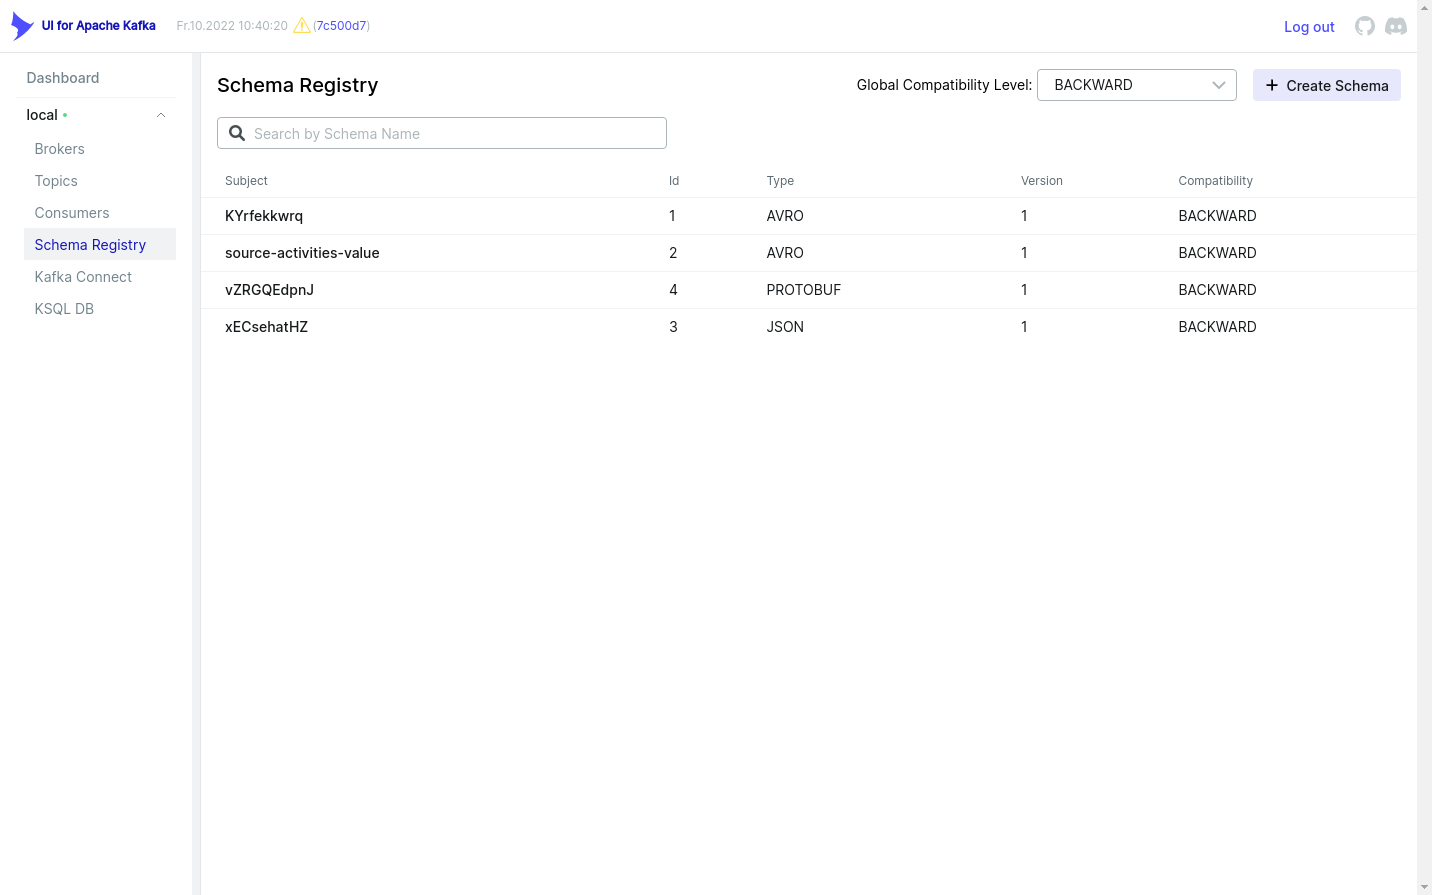 UI for Apache Kafka Fr.10.2022 10:40:20 (7c500d7) Log out
Dashboard
local
Brokers
Topics
Consumers
Schema Registry
Kafka Connect
KSQL DB
Schema Registry Global Compatibility Level: BACKWARD Create Schema
Search by Schema Name
Subject Id Type Version Compatibility
KYrfekkwrq 1 AVRO 1 BACKWARD
source-activities-value 2 AVRO 1 BACKWARD
vZRGQEdpnJ 4 PROTOBUF 1 BACKWARD
xECsehatHZ 3 JSON 1 BACKWARD